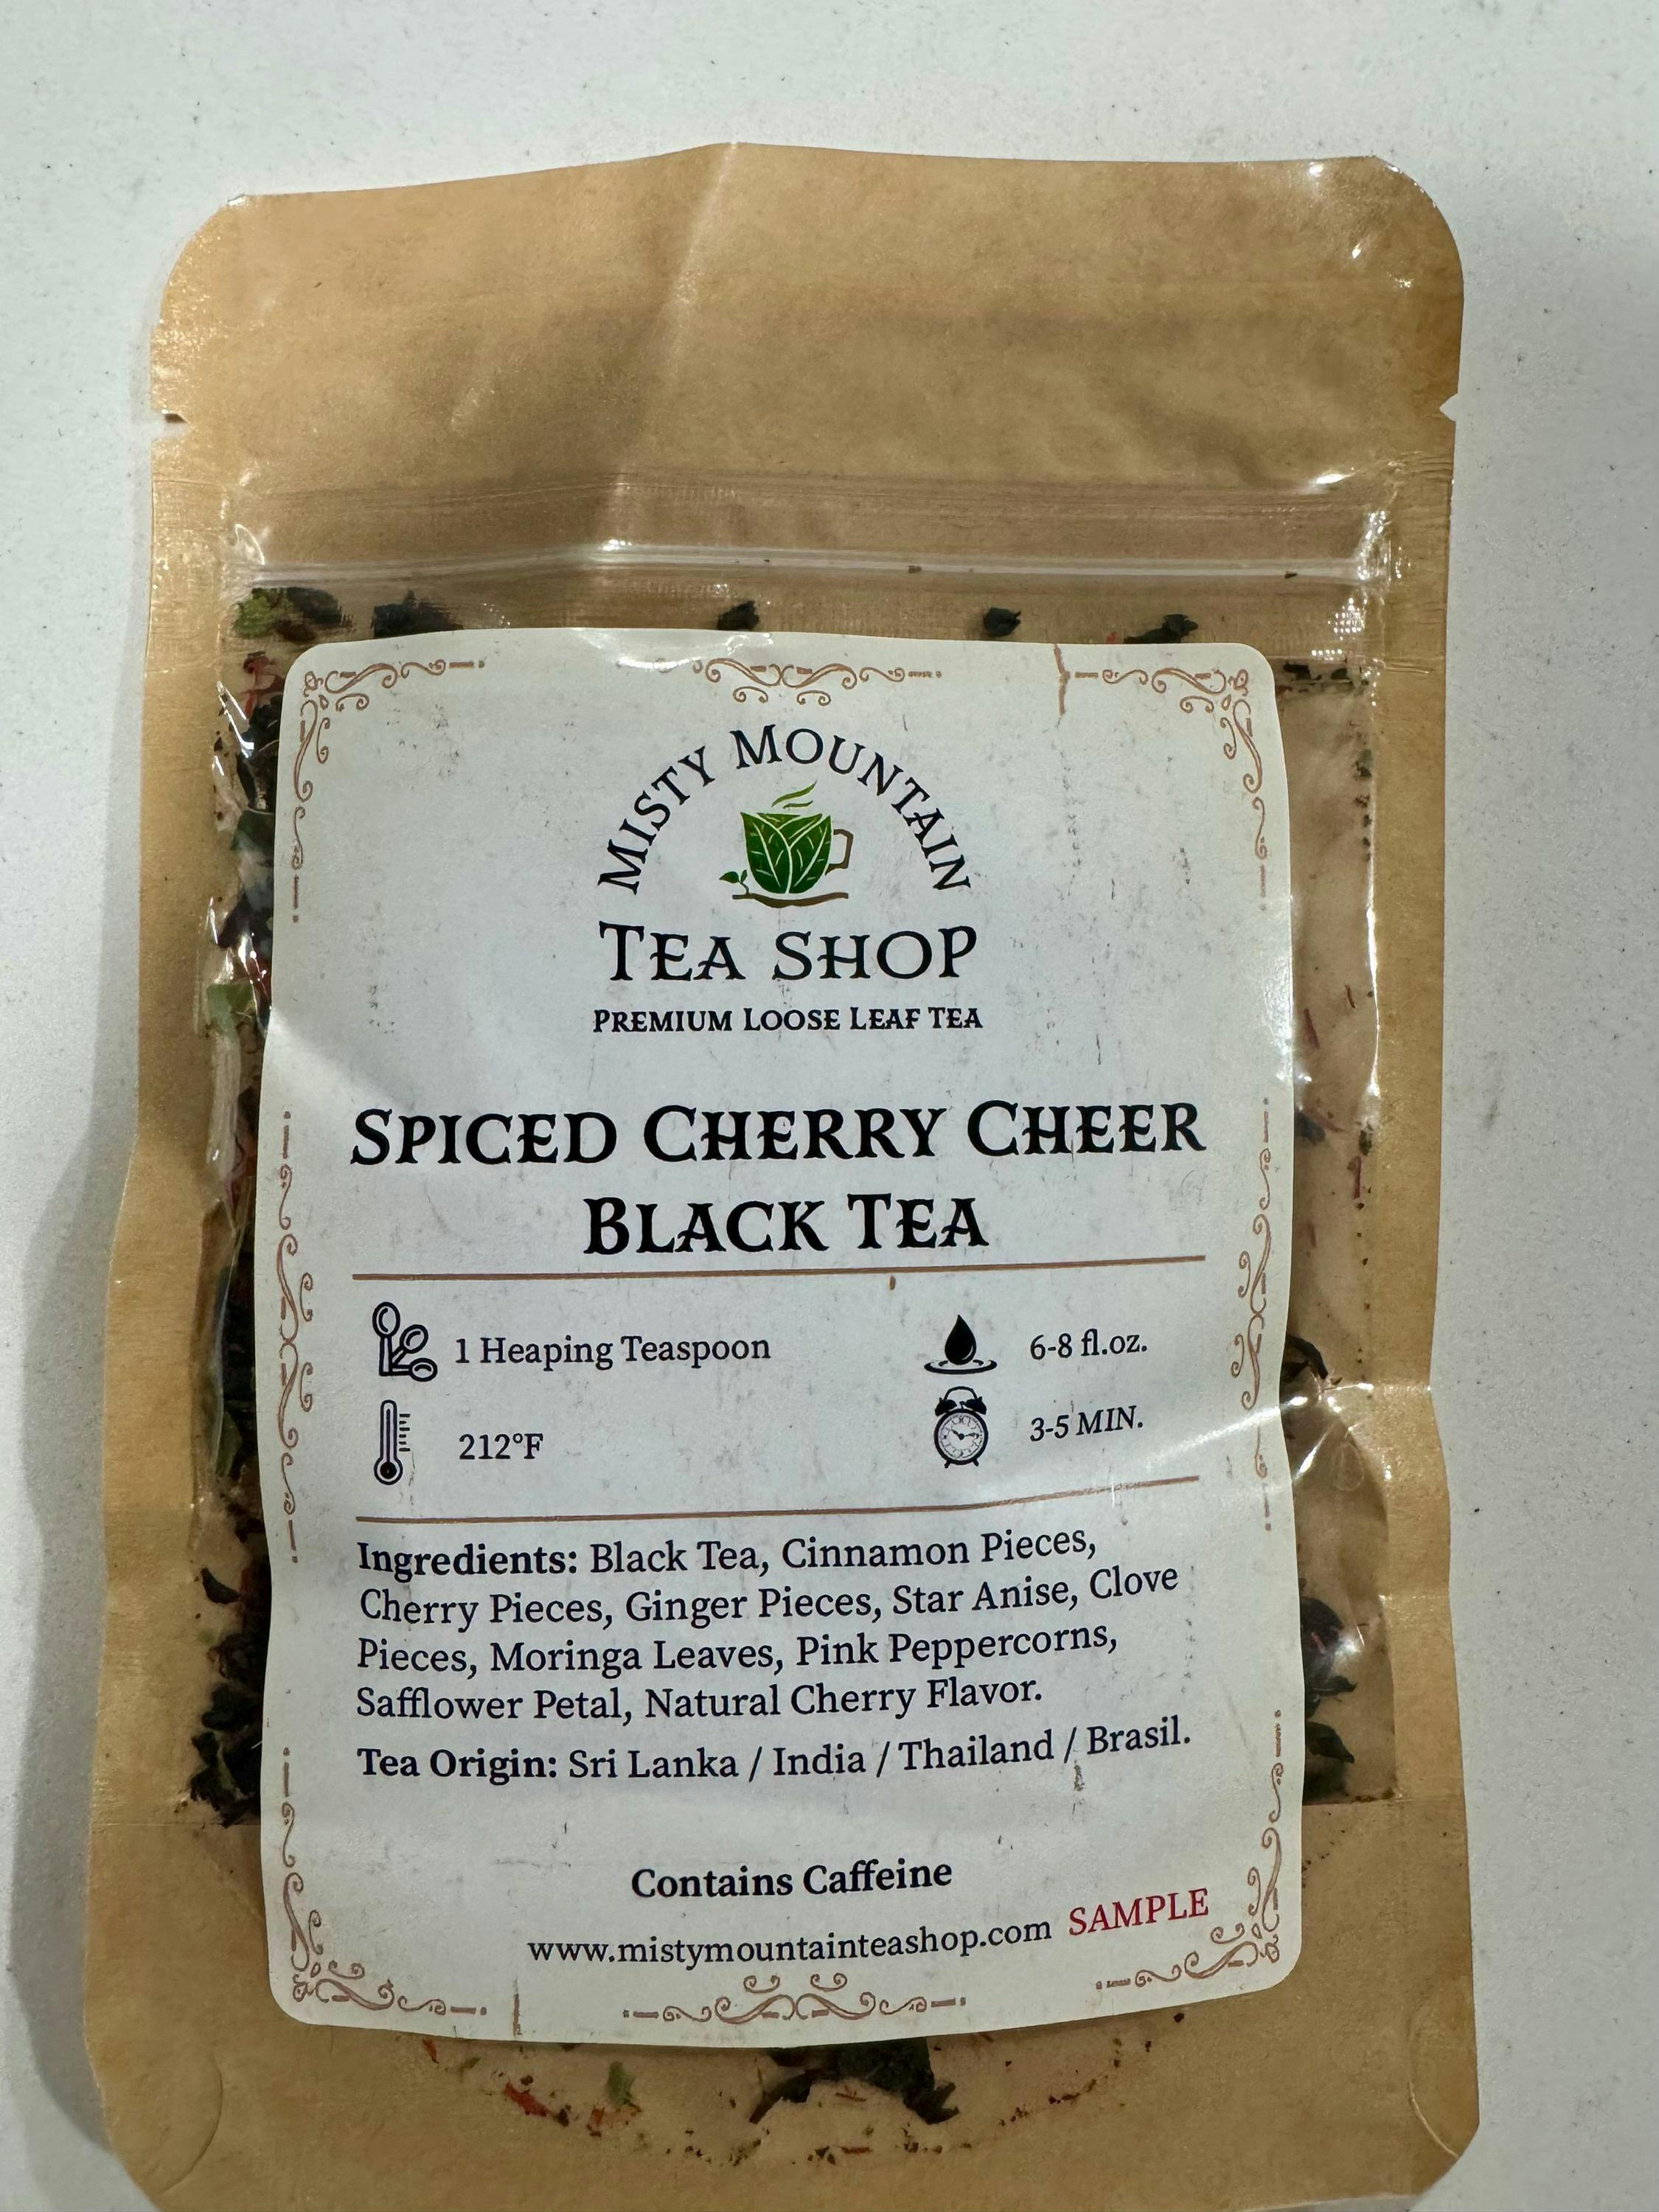 MISTY MOUNTAIN
TEA SHOP
PREMIUM LOOSE LEAF TEA
SPICED CHERRY CHEER
BLACK TEA
1 Heaping Teaspoon
6-8 fl.oz.
212°F
3-5 MIN.
Ingredients: Black Tea, Cinnamon Pieces,
Cherry Pieces, Ginger Pieces, Star Anise, Clove
Pieces, Moringa Leaves, Pink Peppercorns,
Safflower Petal, Natural Cherry Flavor.
Tea Origin: Sri Lanka / India / Thailand / Brasil.
Contains Caffeine
www.mistymountainteashop.com SAMPLE